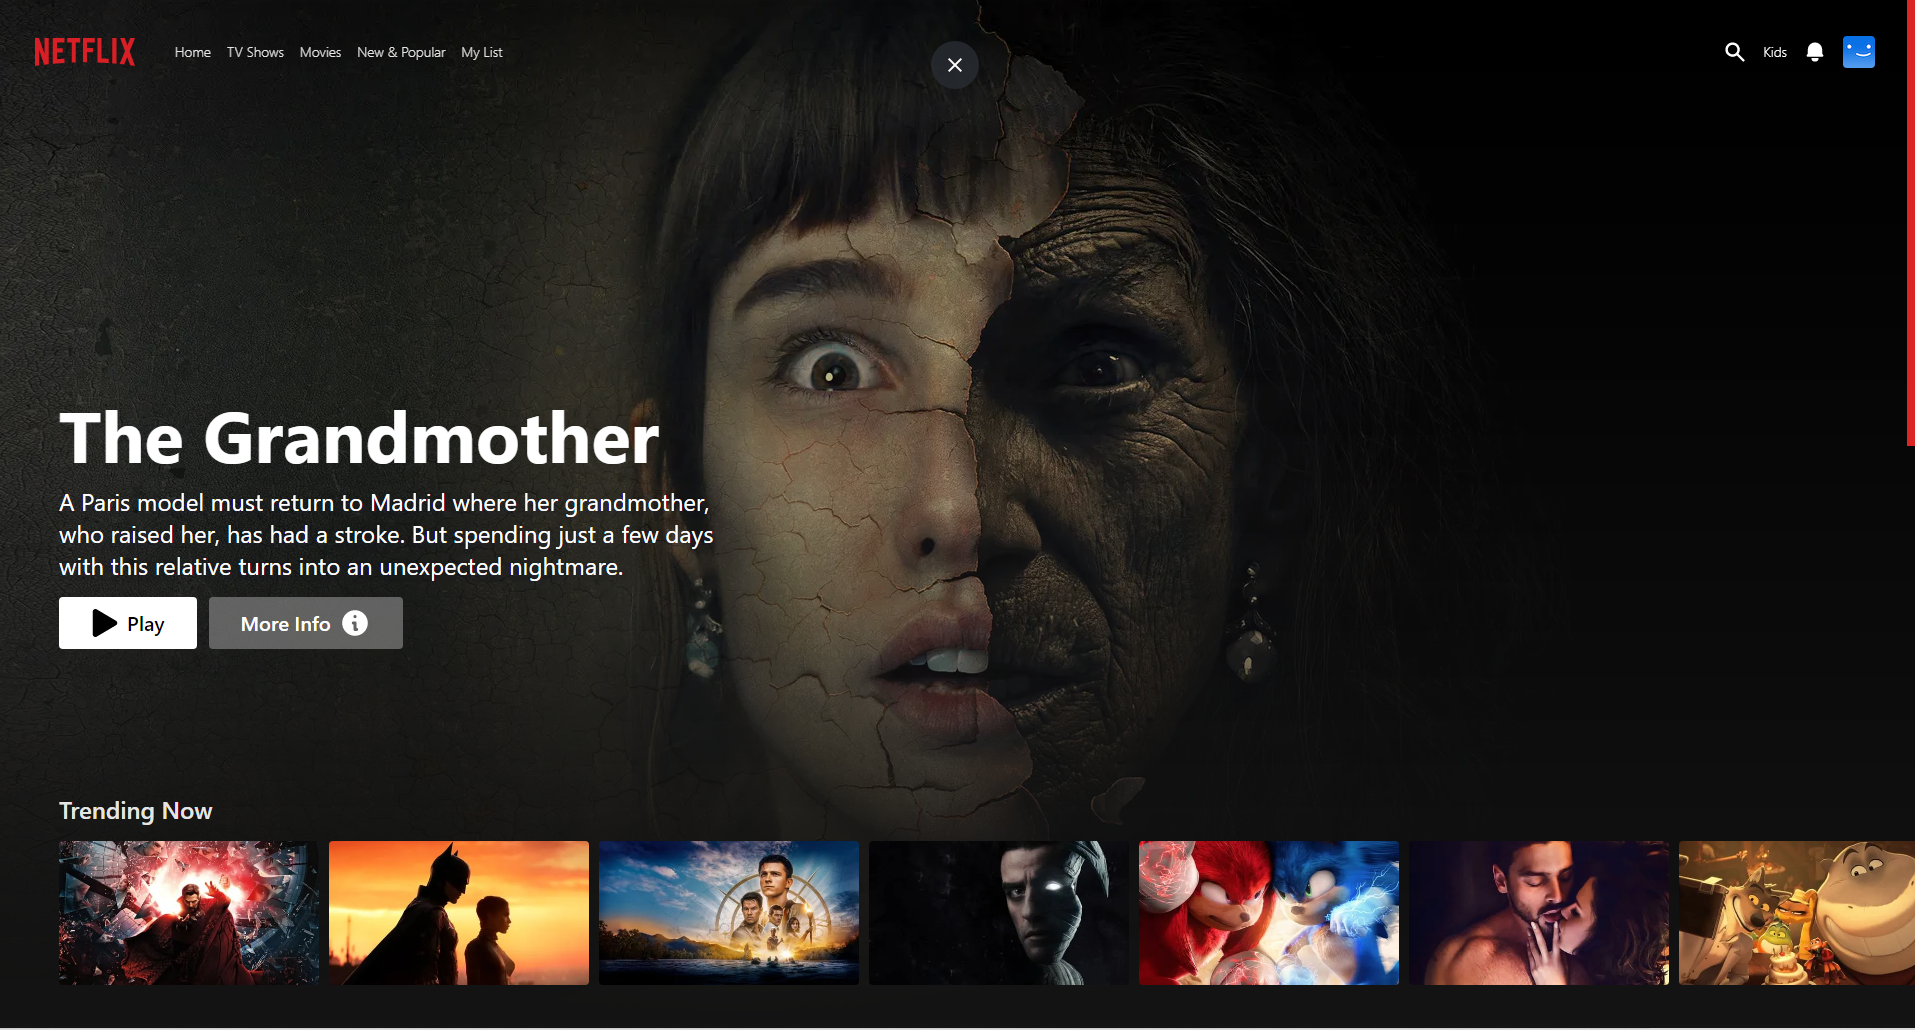 NETFLIX
Home
TV Shows
Movies
New & Popular
My List
Kids
The Grandmother
A Paris model must return to Madrid where her grandmother,
who raised her, has had a stroke. But spending just a few days
with this relative turns into an unexpected nightmare.
Play
More Info
Trending Now